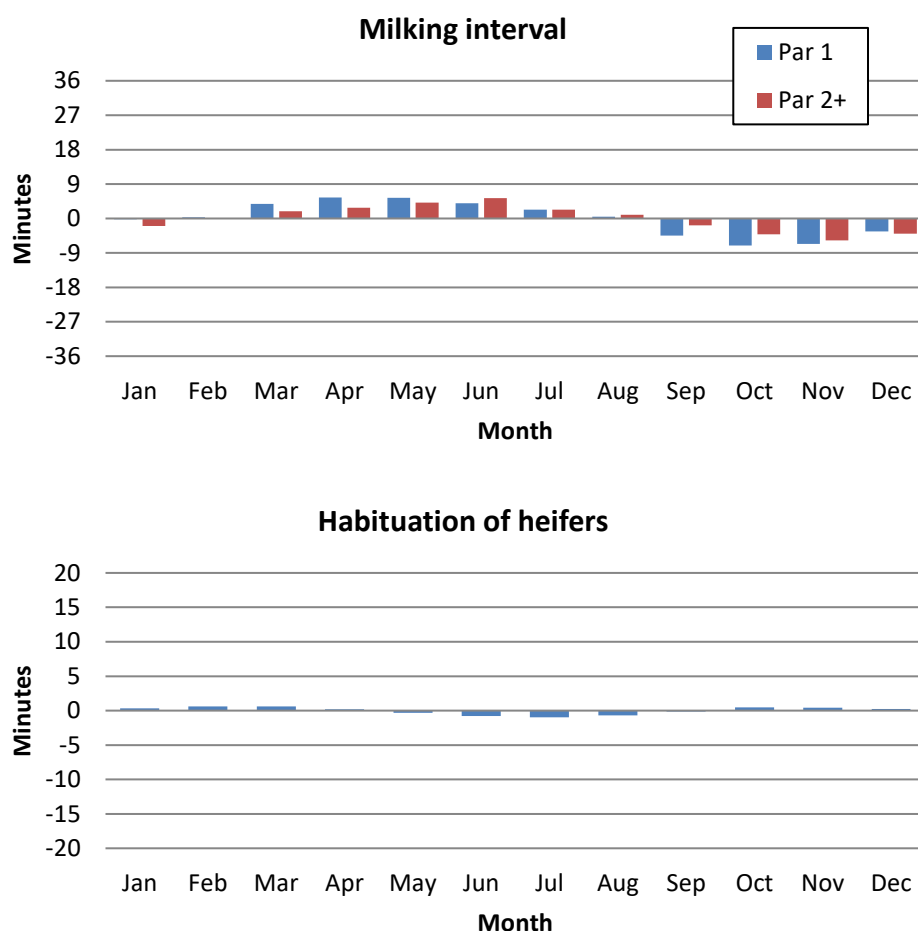 Milking interval
Par 1
Par 2+
36
27
18
9
0
-9
-18
-27
-36
Minutes
Jan Feb Mar Apr May Jun Jul Aug Sep Oct Nov Dec
Month
Habituation of heifers
20
15
10
5
0
-5
-10
-15
-20
Minutes
Jan Feb Mar Apr May Jun Jul Aug Sep Oct Nov Dec
Month